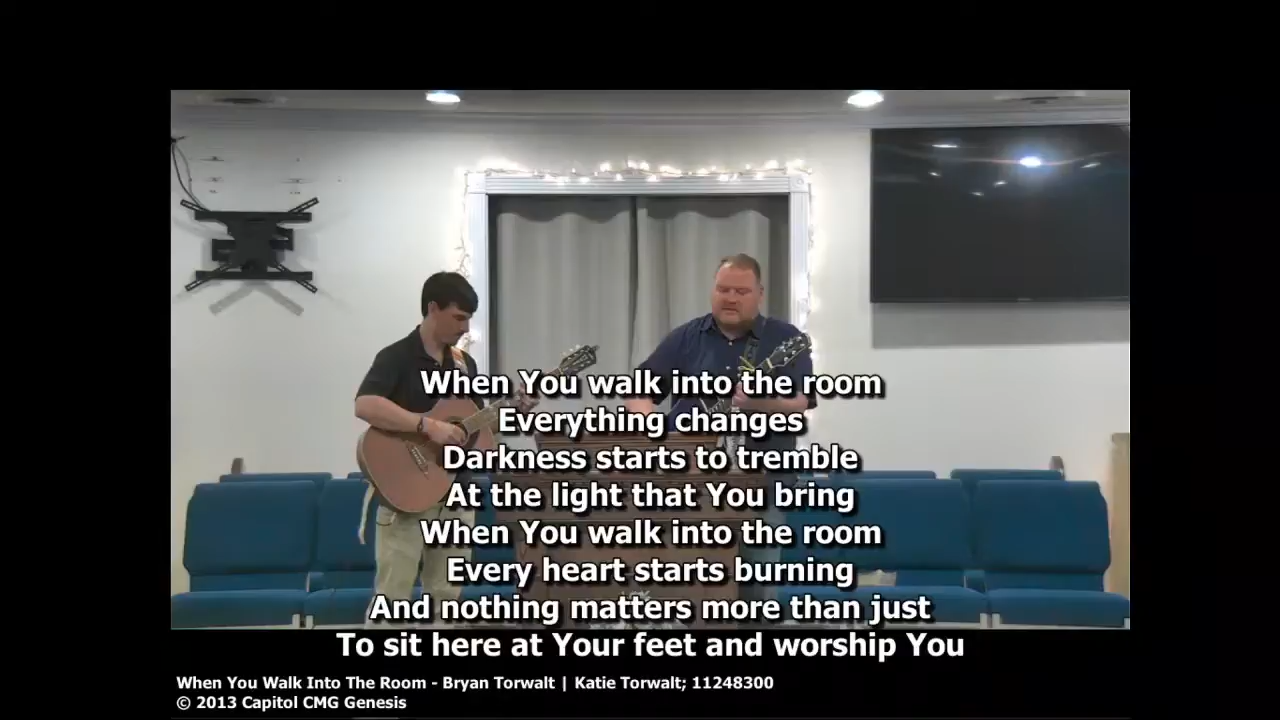 When You walk into the room
Everything changes
Darkness starts to tremble
At the light that You bring
When You walk into the room
Every heart starts burning
And nothing matters more than just
To sit here at Your feet and worship You
When You Walk Into The Room - Bryan Torwalt | Katie Torwalt; 11248300
© 2013 Capitol CMG Genesis